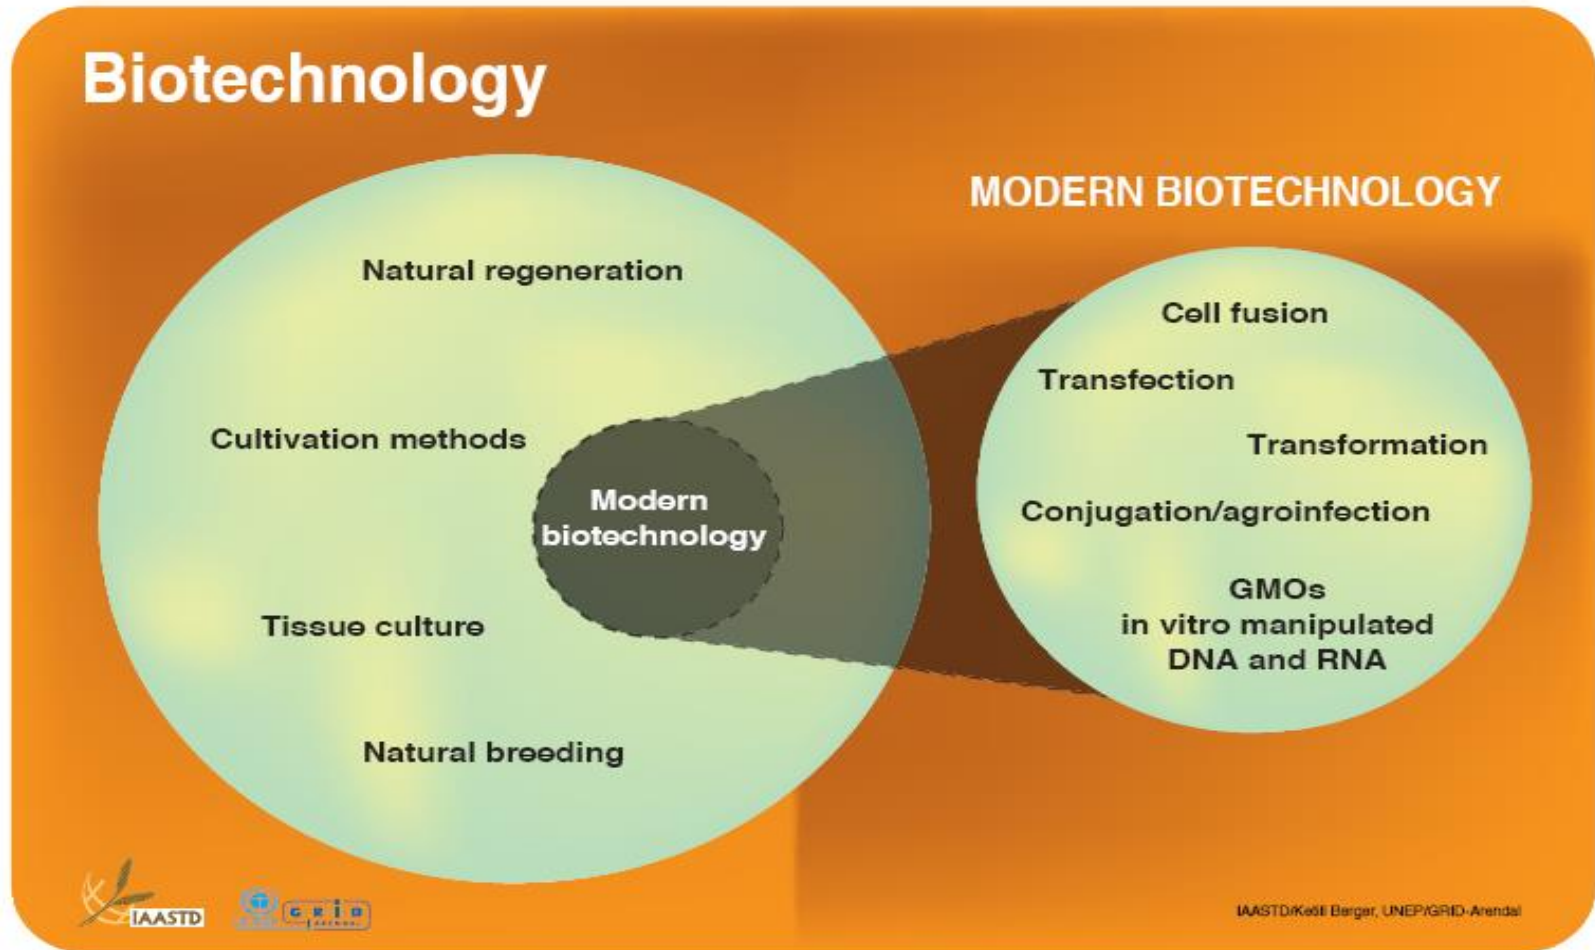 Biotechnology
MODERN BIOTECHNOLOGY
Natural regeneration
Cultivation methods
Modern
biotechnology
Tissue culture
Natural breeding
Cell fusion
Transfection
Transformation
Conjugation/agroinfection
GMOs
in vitro manipulated
DNA and RNA
IAASTD
GRID
IAASTD/Ketill Berger, UNEP/GRID-Arendal